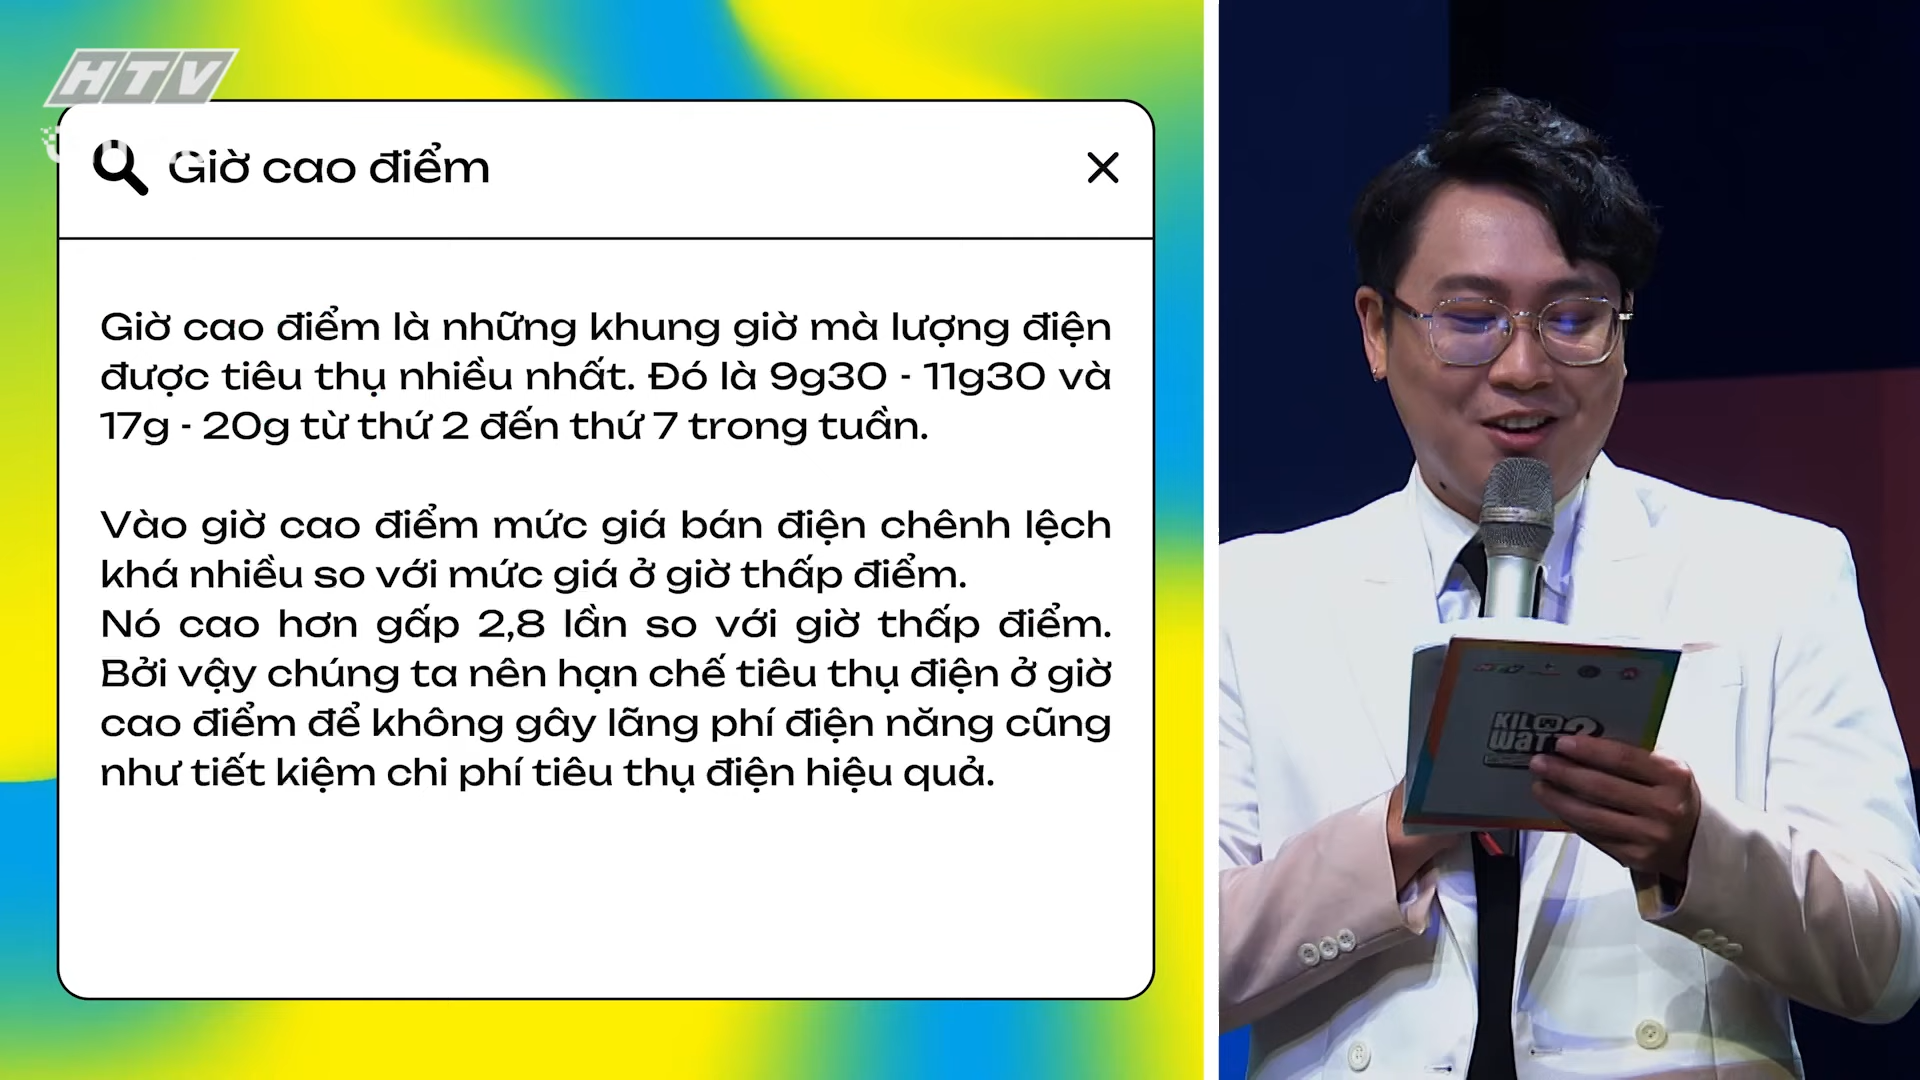 HTV
Giờ cao điểm
Giờ cao điểm là những khung giờ mà lượng điện
được tiêu thụ nhiều nhất. Đó là 9g30 - 11g30 và
17g - 20g từ thứ 2 đến thứ 7 trong tuần.
Vào giờ cao điểm mức giá bán điện chênh lệch
khá nhiều so với mức giá ở giờ thấp điểm.
Nó cao hơn gấp 2,8 lần so với giờ thấp điểm.
Bởi vậy chúng ta nên hạn chế tiêu thụ điện ở giờ
cao điểm để không gây lãng phí điện năng cũng
như tiết kiệm chi phí tiêu thụ điện hiệu quả.